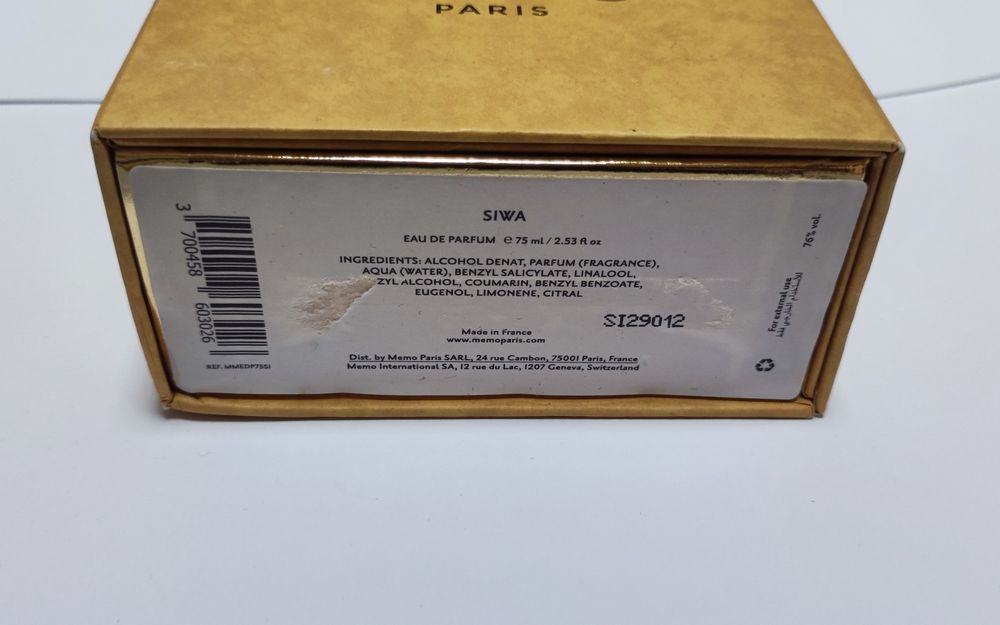 PARIS
SIWA
EAU DE PARFUM ℮ 75 ml / 2.53 fl oz
INGREDIENTS: ALCOHOL DENAT, PARFUM (FRAGRANCE),
AQUA (WATER), BENZYL SALICYLATE, LINALOOL,
ZYL ALCOHOL, COUMARIN, BENZYL BENZOATE,
EUGENOL, LIMONENE, CITRAL
SI29012
Made in France
www.memoparis.com
Dist. by Memo Paris SARL, 24 rue Cambon, 75001 Paris, France
Memo International SA, 12 rue du Lac, 1207 Geneva, Switzerland
3 700458 603026
REF. MMEDP75SI
76% vol.
For external use
للاستعمال الخارجي فقط